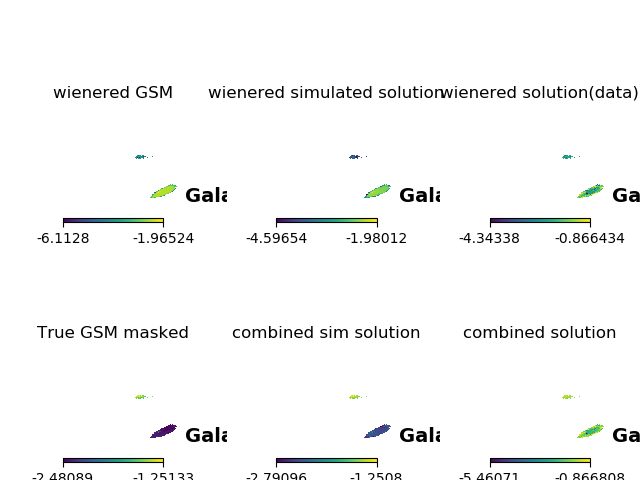 wienered GSM wienered simulated solution wienered solution(data)
Gala Gala Ga
-6.1128 -1.96524 -4.59654 -1.98012 -4.34338 -0.866434
True GSM masked combined sim solution combined solution
Gala Gala Ga
-2.48089 -1.25133 -2.79096 -1.2508 -5.46071 -0.866808